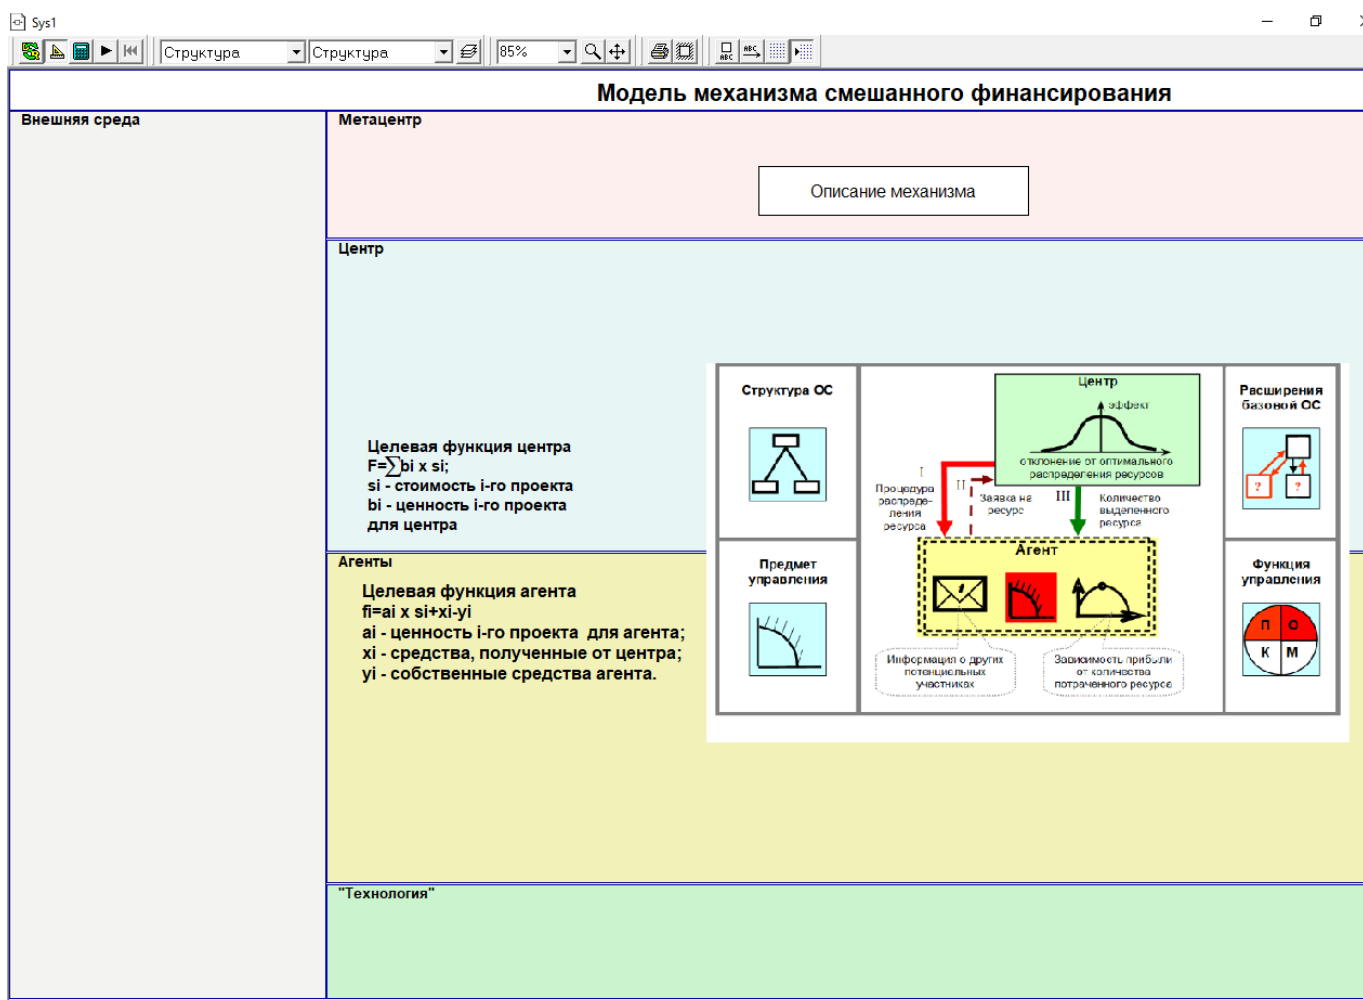 Sys1
Структура
Структура
85%
ABC
ABC
Модель механизма смешанного финансирования
Внешняя среда
Метацентр
Описание механизма
Центр
Целевая функция центра
F=∑bi x si;
si - стоимость i-го проекта
bi - ценность i-го проекта
для центра
Агенты
Целевая функция агента
fi=ai x si+xi-yi
ai - ценность i-го проекта для агента;
xi - средства, полученные от центра;
yi - собственные средства агента.
Структура ОС
Предмет
управления
Центр
эффект
отклонение от оптимального
распределения ресурсов
I
Процедура
распреде-
ления
ресурса
II
Заявка на
ресурс
III
Количество
выделенного
ресурса
Агент
Информация о других
потенциальных
участниках
Зависимость прибыли
от количества
потраченного ресурса
Расширения
базовой ОС
? ?
Функция
управления
П О
К М
"Технология"